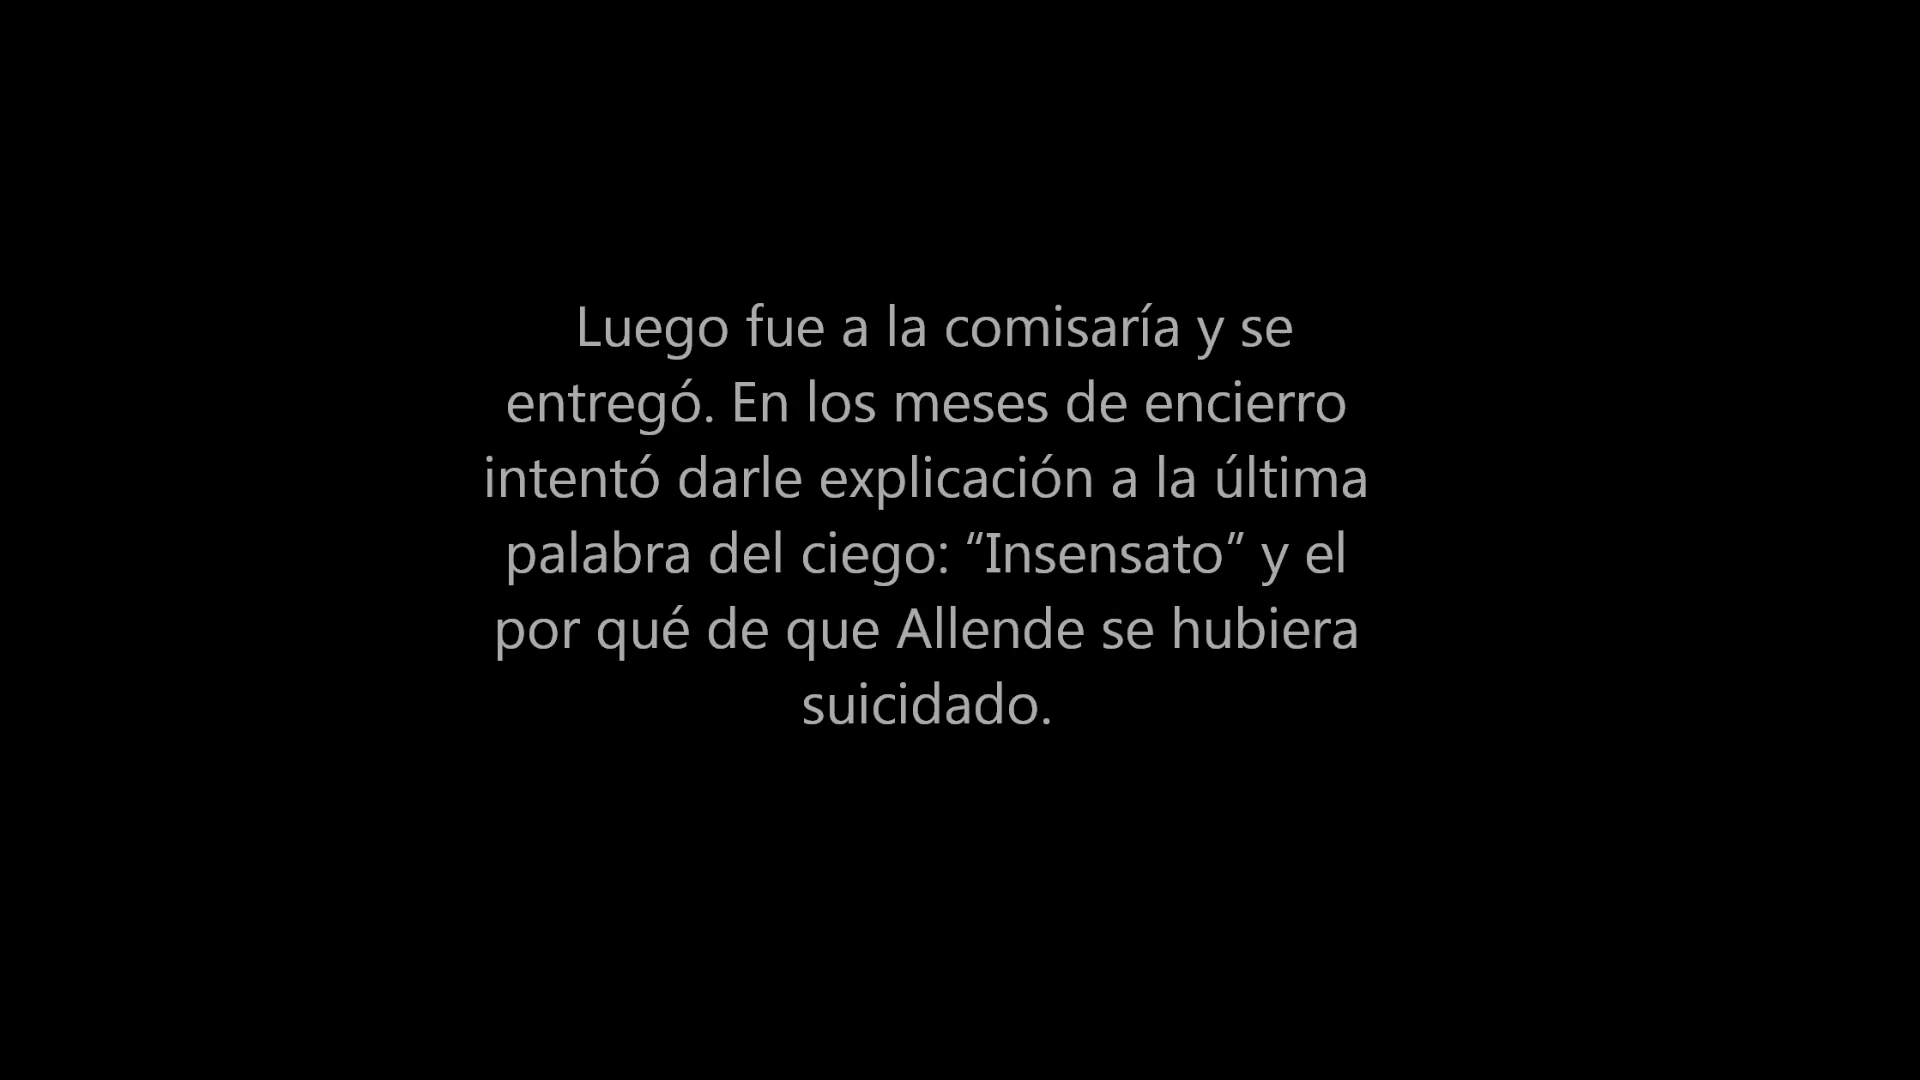 Luego fue a la comisaría y se
entregó. En los meses de encierro
intentó darle explicación a la última
palabra del ciego: “Insensato” y el
por qué de que Allende se hubiera
suicidado.